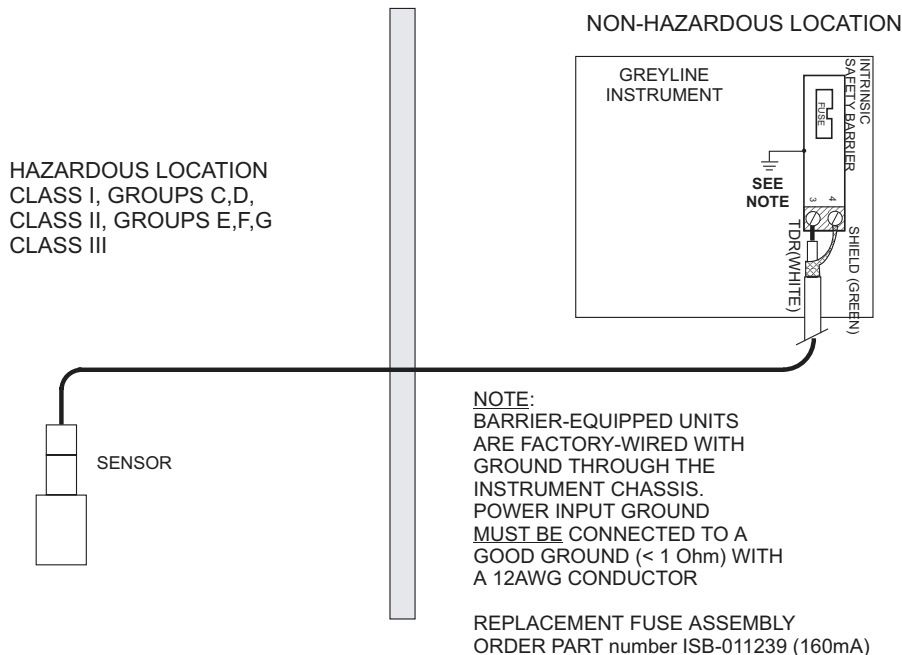 NON-HAZARDOUS LOCATION
GREYLINE
INSTRUMENT
INTRINSIC
SAFETY BARRIER
FUSE
SEE
NOTE
3 4
TDR(WHITE)
SHIELD (GREEN)
HAZARDOUS LOCATION
CLASS I, GROUPS C,D,
CLASS II, GROUPS E,F,G
CLASS III
SENSOR
NOTE:
BARRIER-EQUIPPED UNITS
ARE FACTORY-WIRED WITH
GROUND THROUGH THE
INSTRUMENT CHASSIS.
POWER INPUT GROUND
MUST BE CONNECTED TO A
GOOD GROUND (< 1 Ohm) WITH
A 12AWG CONDUCTOR
REPLACEMENT FUSE ASSEMBLY
ORDER PART number ISB-011239 (160mA)